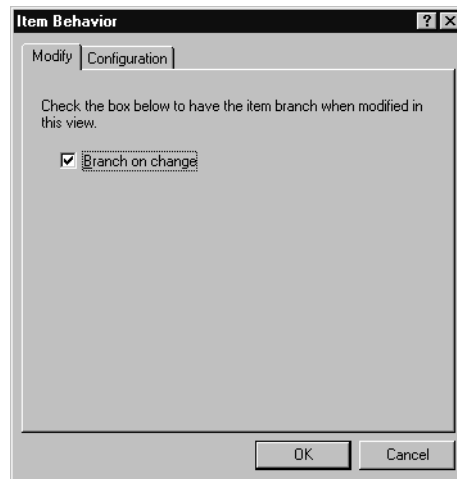 Item Behavior
Modify Configuration
Check the box below to have the item branch when modified in
this view.
Branch on change
OK Cancel